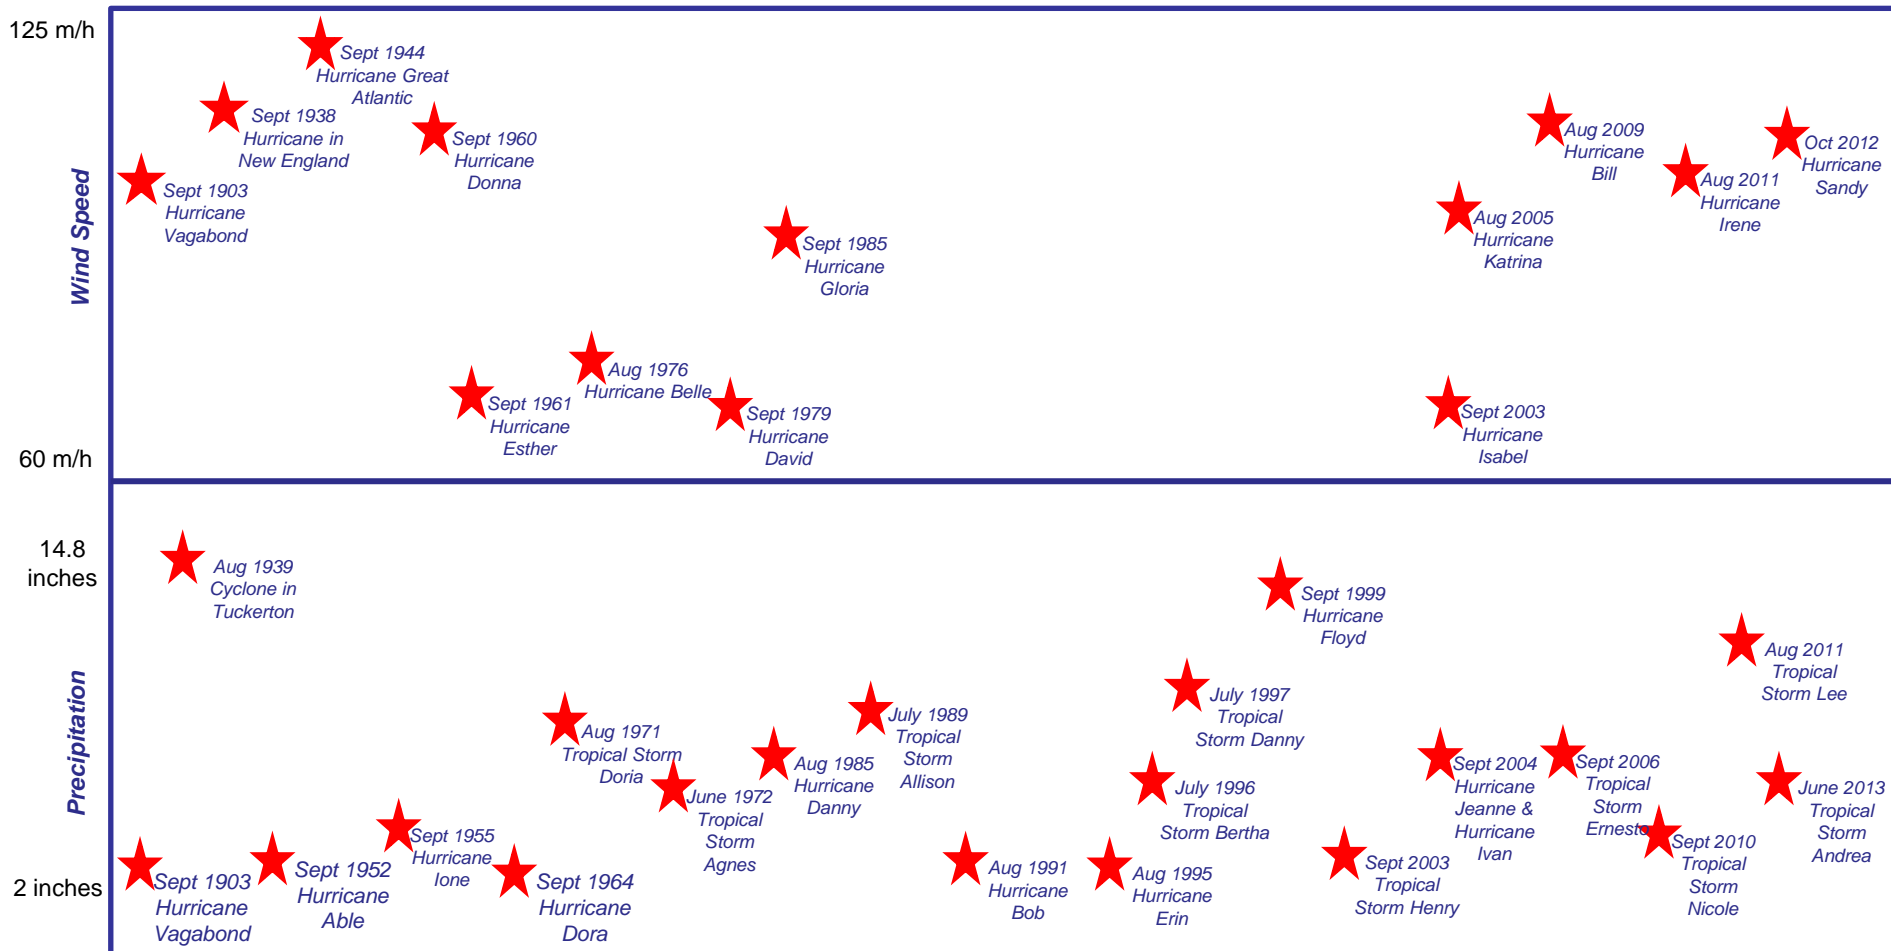 125 m/h
Wind Speed
60 m/h
Sept 1903
Hurricane
Vagabond
Sept 1938
Hurricane in
New England
Sept 1944
Hurricane Great
Atlantic
Sept 1960
Hurricane
Donna
Sept 1961
Hurricane
Esther
Aug 1976
Hurricane Belle
Sept 1979
Hurricane
David
Sept 1985
Hurricane
Gloria
Sept 2003
Hurricane
Isabel
Aug 2005
Hurricane
Katrina
Aug 2009
Hurricane
Bill
Aug 2011
Hurricane
Irene
Oct 2012
Hurricane
Sandy
14.8
inches
Precipitation
2 inches
Sept 1903
Hurricane
Vagabond
Aug 1939
Cyclone in
Tuckerton
Sept 1952
Hurricane
Able
Sept 1955
Hurricane
Ione
Sept 1964
Hurricane
Dora
Aug 1971
Tropical Storm
Doria
June 1972
Tropical
Storm
Agnes
Aug 1985
Hurricane
Danny
July 1989
Tropical
Storm
Allison
Aug 1991
Hurricane
Bob
Aug 1995
Hurricane
Erin
July 1996
Tropical
Storm Bertha
July 1997
Tropical
Storm Danny
Sept 1999
Hurricane
Floyd
Sept 2003
Tropical
Storm Henry
Sept 2004
Hurricane
Jeanne &
Hurricane
Ivan
Sept 2006
Tropical
Storm
Ernesto
Sept 2010
Tropical
Storm
Nicole
Aug 2011
Tropical
Storm Lee
June 2013
Tropical
Storm
Andrea